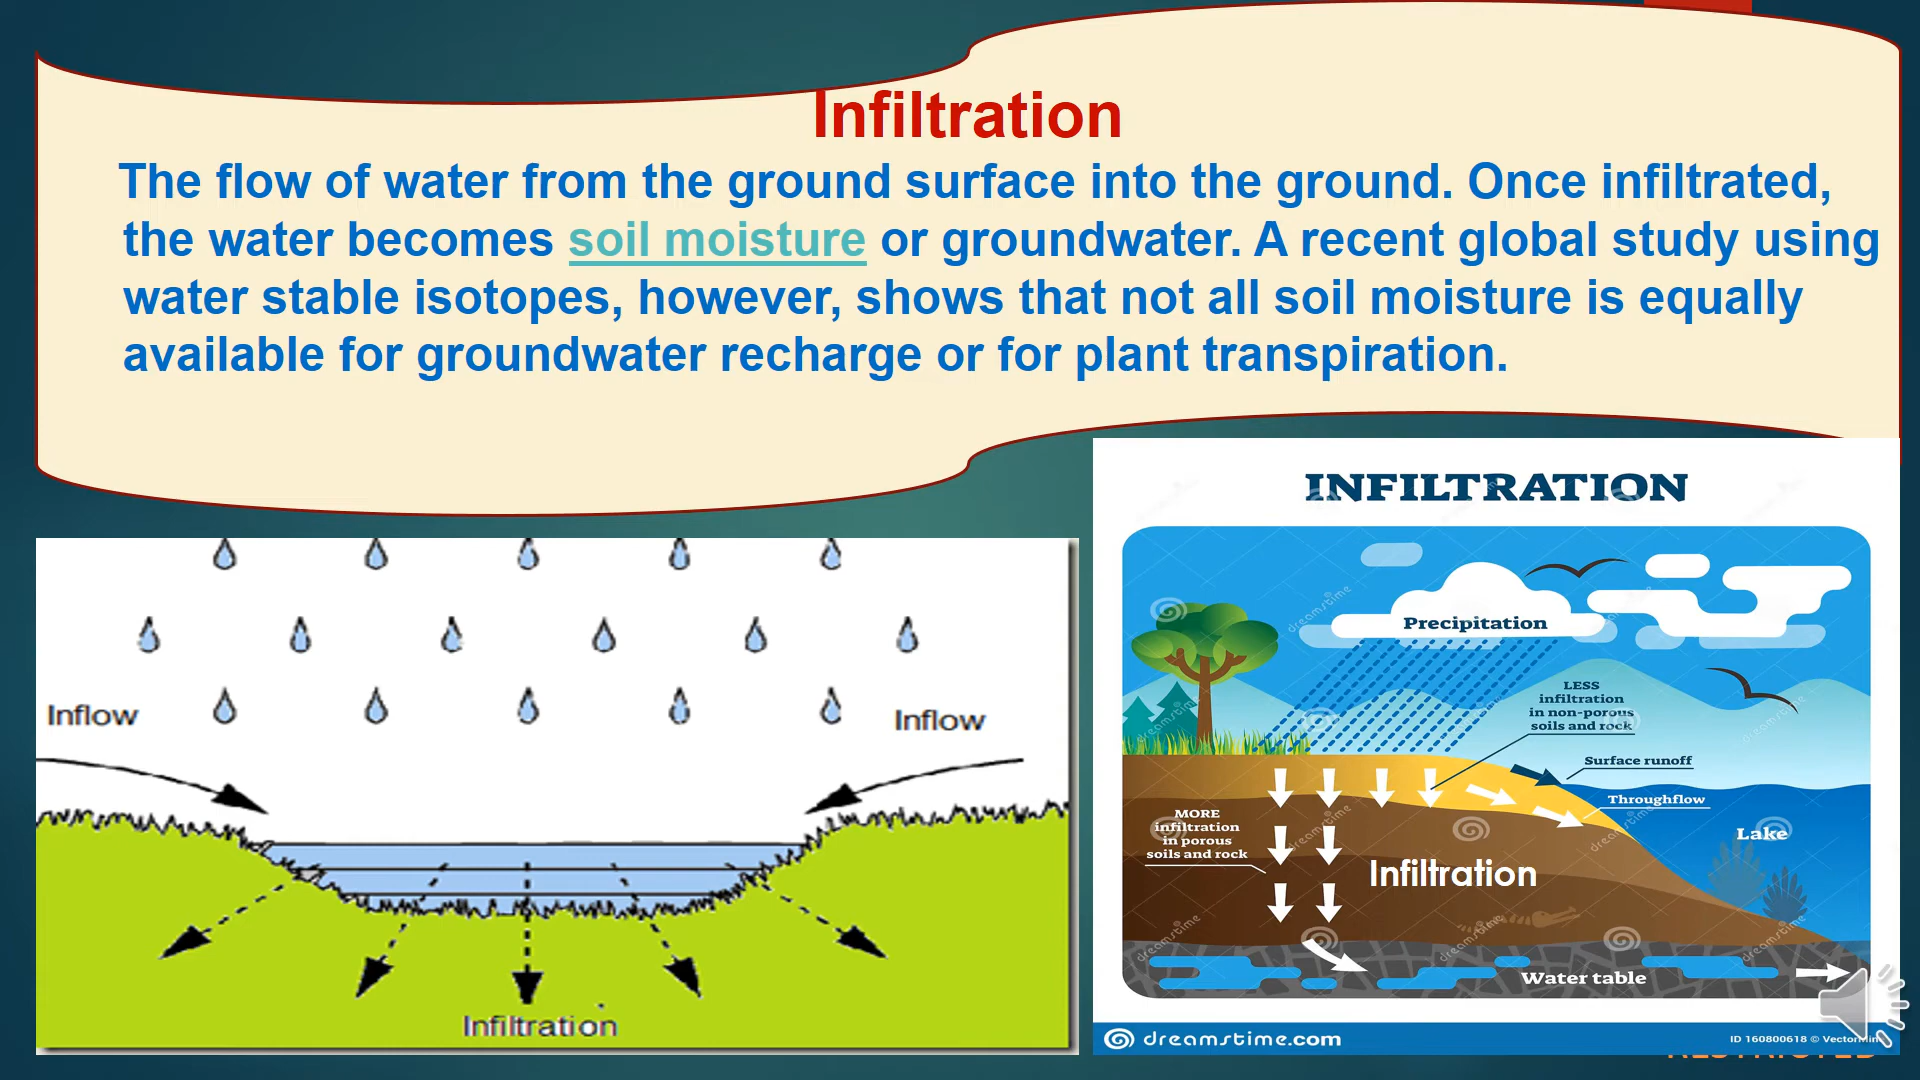 Infiltration
The flow of water from the ground surface into the ground. Once infiltrated,
the water becomes soil moisture or groundwater. A recent global study using
water stable isotopes, however, shows that not all soil moisture is equally
available for groundwater recharge or for plant transpiration.
Inflow
Inflow
Infiltration
INFILTRATION
Precipitation
LESS
infiltration
in non-porous
soils and rock
Surface runoff
Throughflow
MORE
infiltration
in porous
soils and rock
Lake
Infiltration
Water table
dreamstime.com
ID 160800618 ©
RESTRICTED